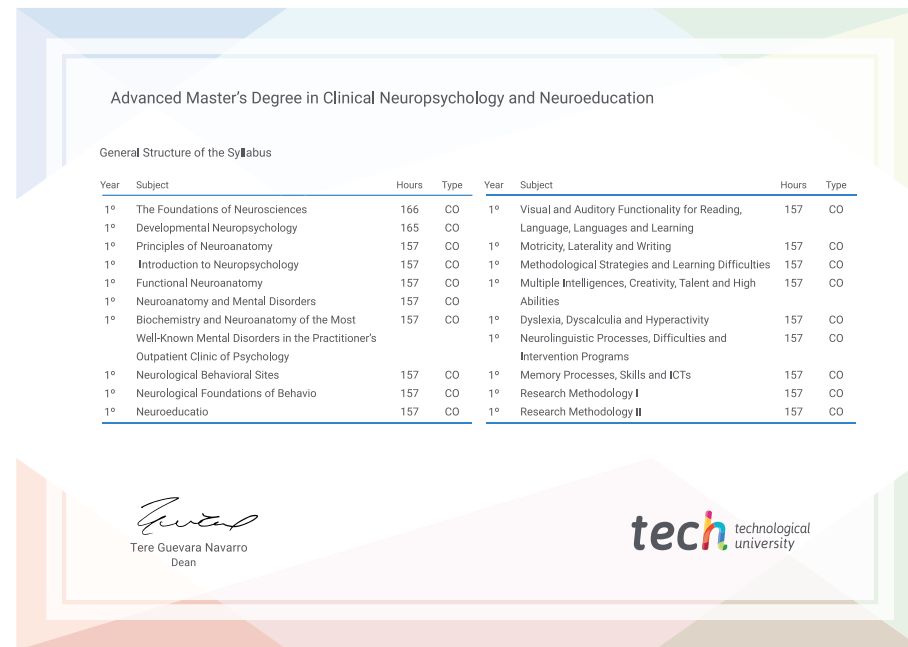 Advanced Master's Degree in Clinical Neuropsychology and Neuroeducation
General Structure of the Syllabus
Year Subject Hours Type
1º The Foundations of Neurosciences 166 CO
1º Developmental Neuropsychology 165 CO
1º Principles of Neuroanatomy 157 CO
1º Introduction to Neuropsychology 157 CO
1º Functional Neuroanatomy 157 CO
1º Neuroanatomy and Mental Disorders 157 CO
1º Biochemistry and Neuroanatomy of the Most 157 CO
Well-Known Mental Disorders in the Practitioner's
Outpatient Clinic of Psychology
1º Neurological Behavioral Sites 157 CO
1º Neurological Foundations of Behavio 157 CO
1º Neuroeducatio 157 CO
Year Subject Hours Type
1º Visual and Auditory Functionality for Reading, 157 CO
Language, Languages and Learning
1º Motricity, Laterality and Writing 157 CO
1º Methodological Strategies and Learning Difficulties 157 CO
1º Multiple Intelligences, Creativity, Talent and High 157 CO
Abilities
1º Dyslexia, Dyscalculia and Hyperactivity 157 CO
1º Neurolinguistic Processes, Difficulties and 157 CO
Intervention Programs
1º Memory Processes, Skills and ICTs 157 CO
1º Research Methodology I 157 CO
1º Research Methodology II 157 CO
Tere Guevara Navarro
Dean
tech technological
university